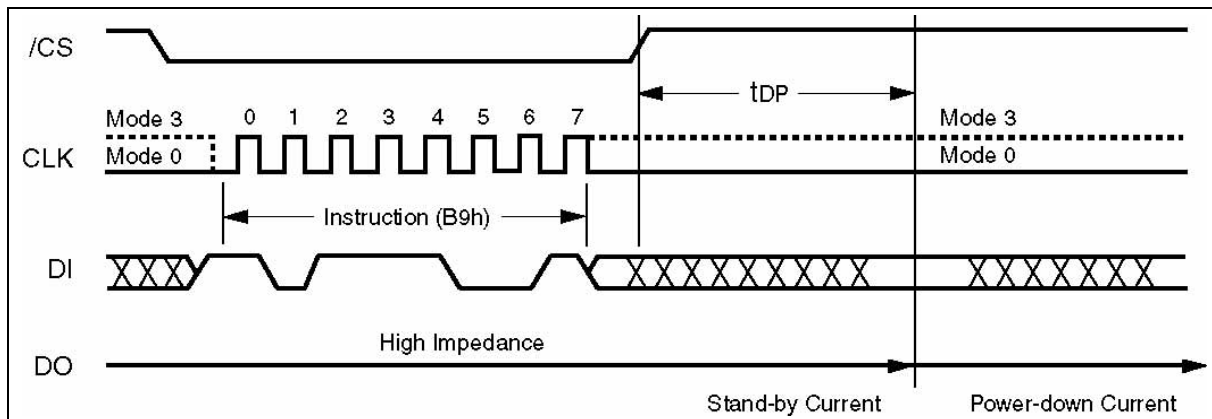 /CS
tDP
Mode 3 0 1 2 3 4 5 6 7 Mode 3
CLK Mode 0 Mode 0
Instruction (B9h)
DI
High Impedance
DO
Stand-by Current Power-down Current